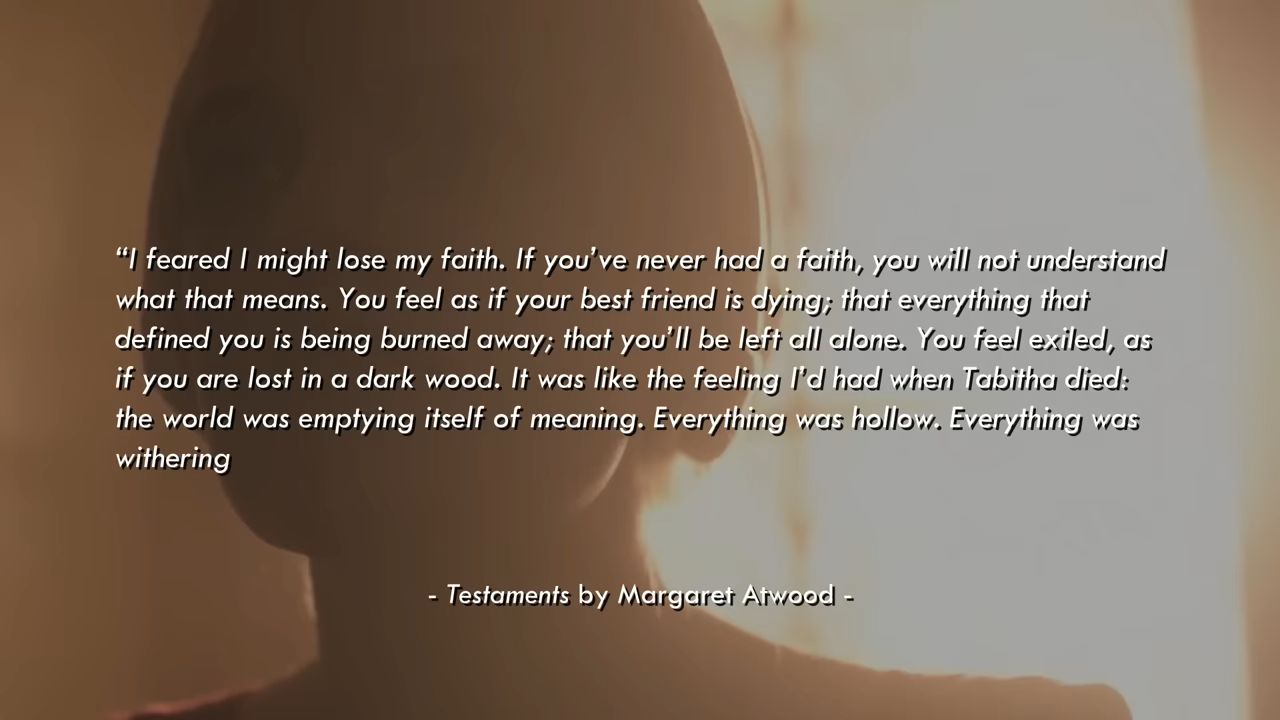 “I feared I might lose my faith. If you’ve never had a faith, you will not understand
what that means. You feel as if your best friend is dying; that everything that
defined you is being burned away; that you’ll be left all alone. You feel exiled, as
if you are lost in a dark wood. It was like the feeling I’d had when Tabitha died:
the world was emptying itself of meaning. Everything was hollow. Everything was
withering
- Testaments by Margaret Atwood -